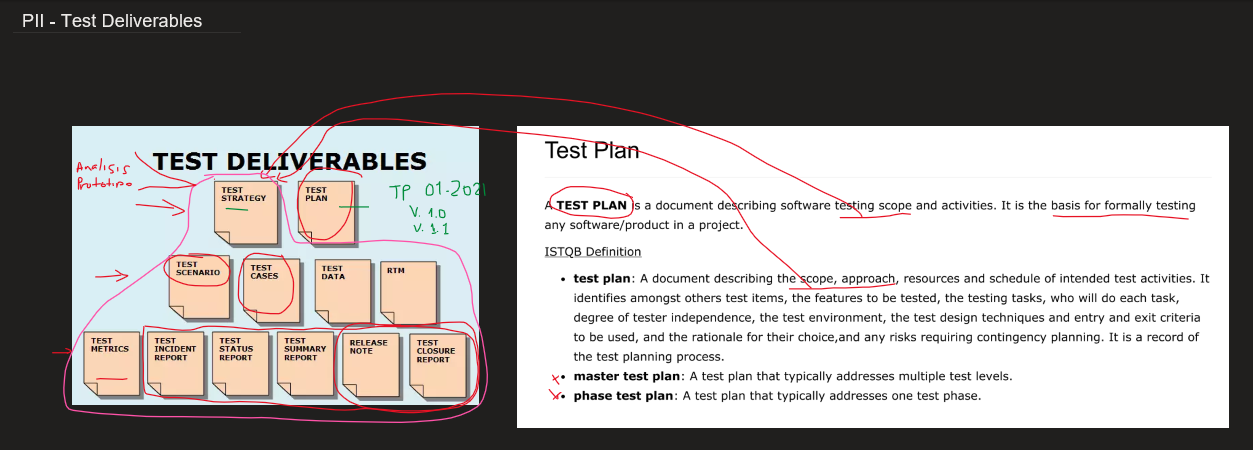 PII - Test Deliverables
TEST DELIVERABLES
Analisis
Prototipo
TEST
STRATEGY
TEST
PLAN
TP 01-2021
V. 1.0
V. 1.1
TEST
SCENARIO
TEST
CASES
TEST
DATA
RTM
TEST
METRICS
TEST
INCIDENT
REPORT
TEST
STATUS
REPORT
TEST
SUMMARY
REPORT
RELEASE
NOTE
TEST
CLOSURE
REPORT
Test Plan
A TEST PLAN is a document describing software testing scope and activities. It is the basis for formally testing
any software/product in a project.
ISTQB Definition
• test plan: A document describing the scope, approach, resources and schedule of intended test activities. It
identifies amongst others test items, the features to be tested, the testing tasks, who will do each task,
degree of tester independence, the test environment, the test design techniques and entry and exit criteria
to be used, and the rationale for their choice,and any risks requiring contingency planning. It is a record of
the test planning process.
• master test plan: A test plan that typically addresses multiple test levels.
• phase test plan: A test plan that typically addresses one test phase.